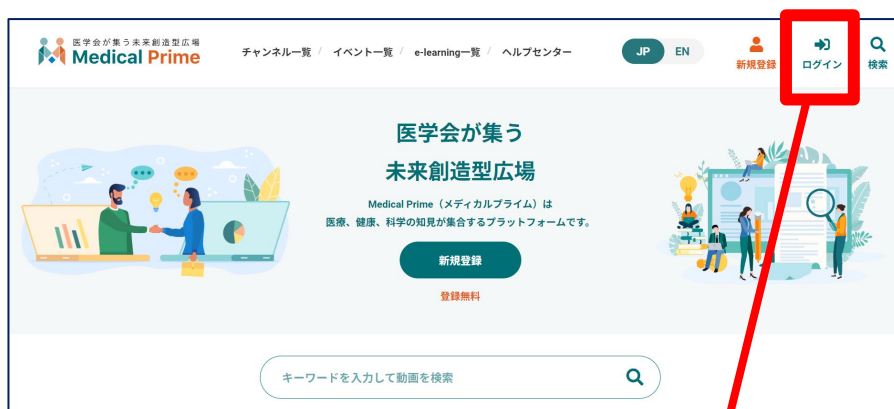 医学会が集う未来創造型広場
Medical Prime
チャンネル一覧 / イベント一覧 / e-learning一覧 / ヘルプセンター
JP EN
新規登録
ログイン
検索
医学会が集う
未来創造型広場
Medical Prime（メディカルプライム）は
医療、健康、科学の知見が集合するプラットフォームです。
新規登録
登録無料
キーワードを入力して動画を検索